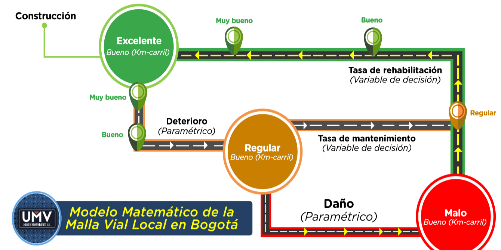 Construcción
Excelente
Bueno (Km-carril)
Muy bueno
Bueno
Tasa de rehabilitación
(Variable de decisión)
Muy bueno
Bueno
Deterioro
(Paramétrico)
Regular
Bueno (Km-carril)
Tasa de mantenimiento
(Variable de decisión)
Regular
Daño
(Paramétrico)
Malo
Bueno (Km-carril)
UMV
Modelo Matemático de la
Malla Vial Local en Bogotá